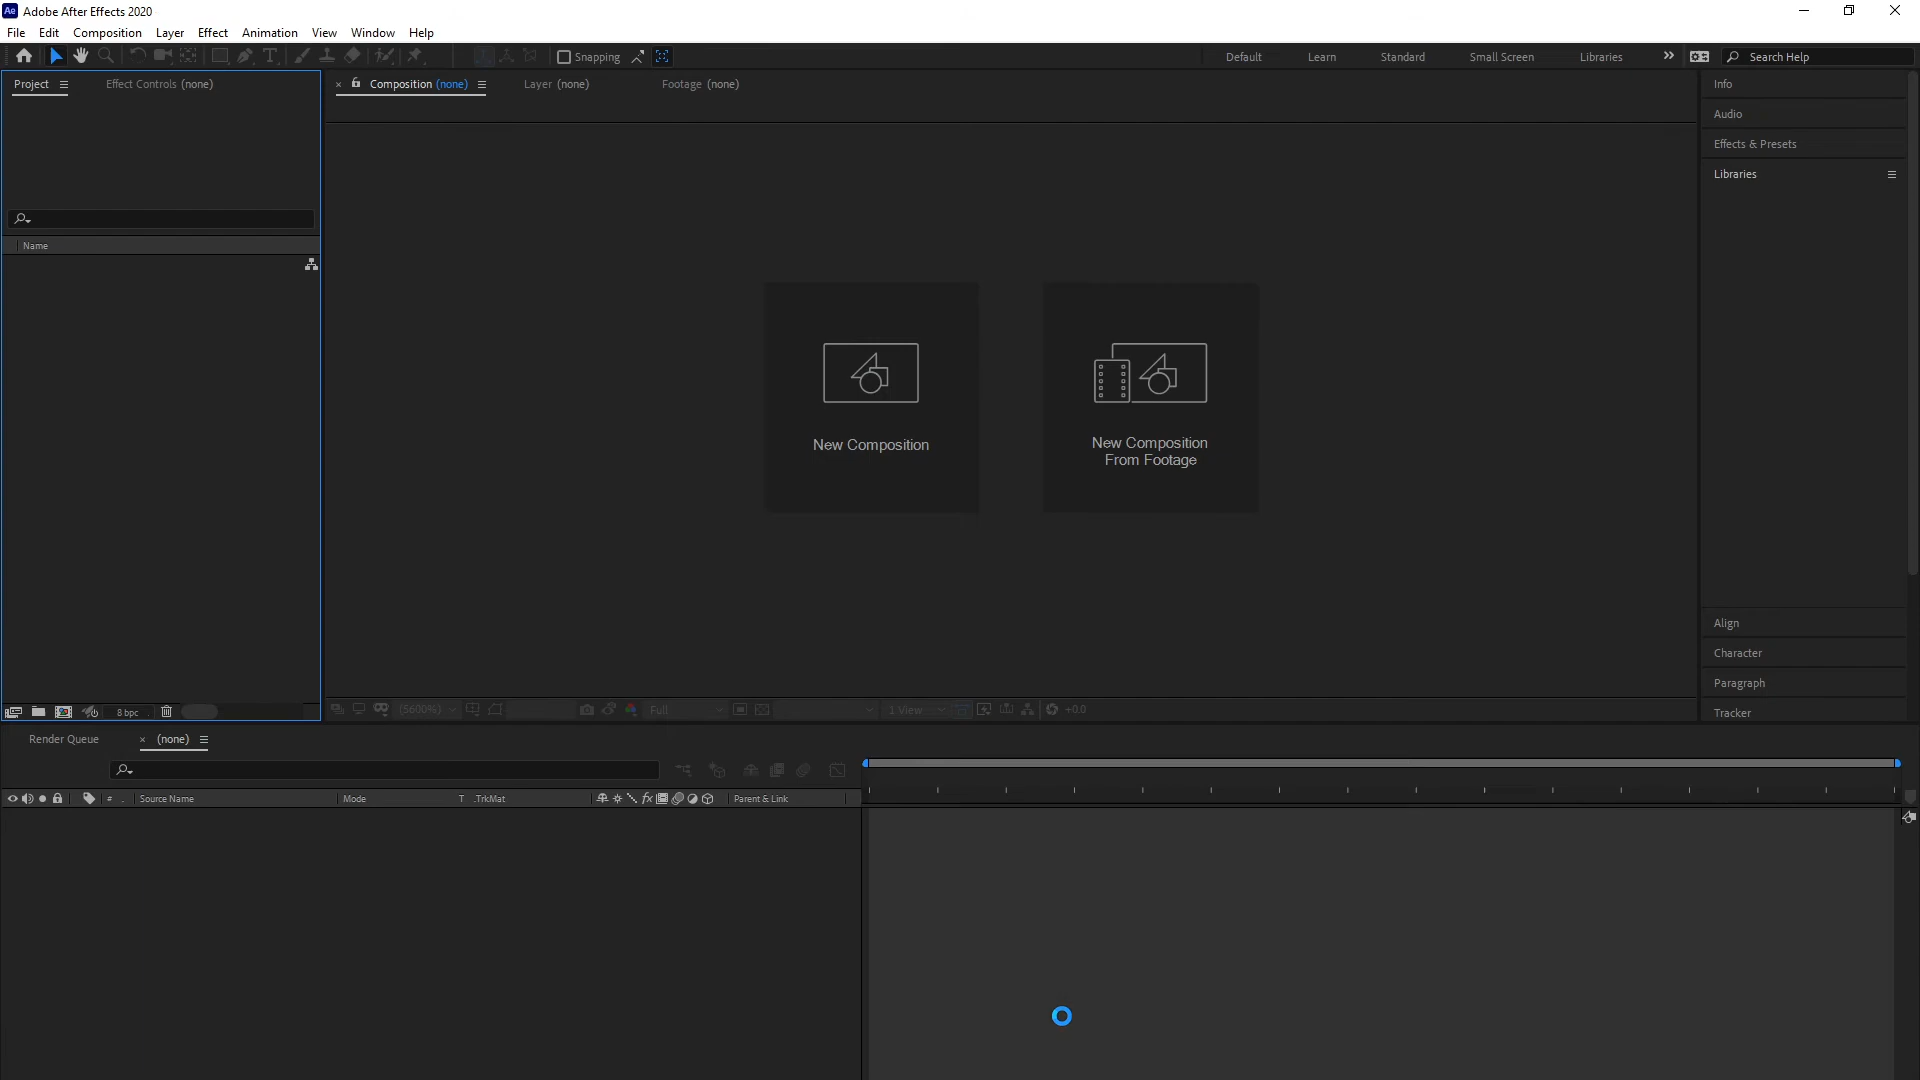 Ae Adobe After Effects 2020
File Edit Composition Layer Effect Animation View Window Help
Snapping Default Learn Standard Small Screen Libraries Search Help
Project Effect Controls (none) Composition (none) Layer (none) Footage (none) Info
Audio
Effects & Presets
Libraries
Name
New Composition
New Composition
From Footage
Align
Character
Paragraph
Tracker
8 bpc (5600%) Full 1 View +0.0
Render Queue (none)
# . Source Name Mode T .TrkMat fx Parent & Link